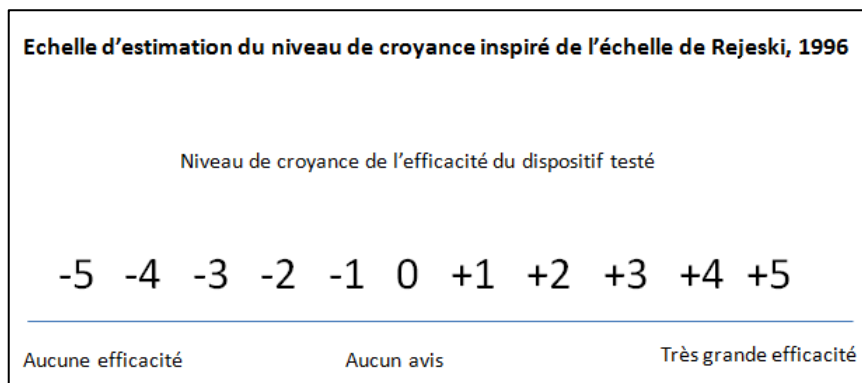 Echelle d'estimation du niveau de croyance inspiré de l'échelle de Rejeski, 1996
Niveau de croyance de l'efficacité du dispositif testé
-5 -4 -3 -2 -1 0 +1 +2 +3 +4 +5
Aucune efficacité Aucun avis Très grande efficacité